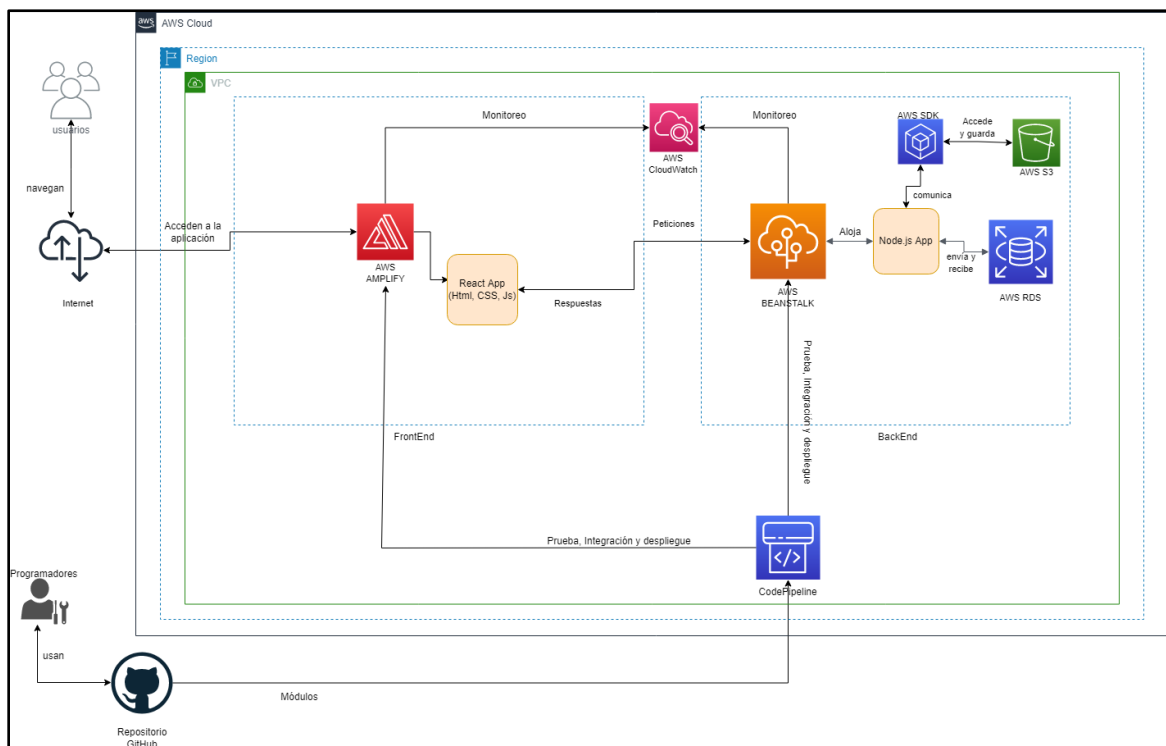 aws
AWS Cloud
Region
VPC
usuarios
navegan
Internet
Acceden a la
aplicación
Monitoreo
AWS
CloudWatch
Monitoreo
AWS SDK
Accede
y guarda
AWS S3
comunica
AWS
AMPLIFY
React App
(Html, CSS, Js)
Peticiones
Respuestas
AWS
BEANSTALK
Aloja
Node.js App
envía y
recibe
AWS RDS
FrontEnd
BackEnd
Prueba, Integración y despliegue
Prueba, Integración y despliegue
CodePipeline
Programadores
usan
Repositorio
GitHub
Módulos